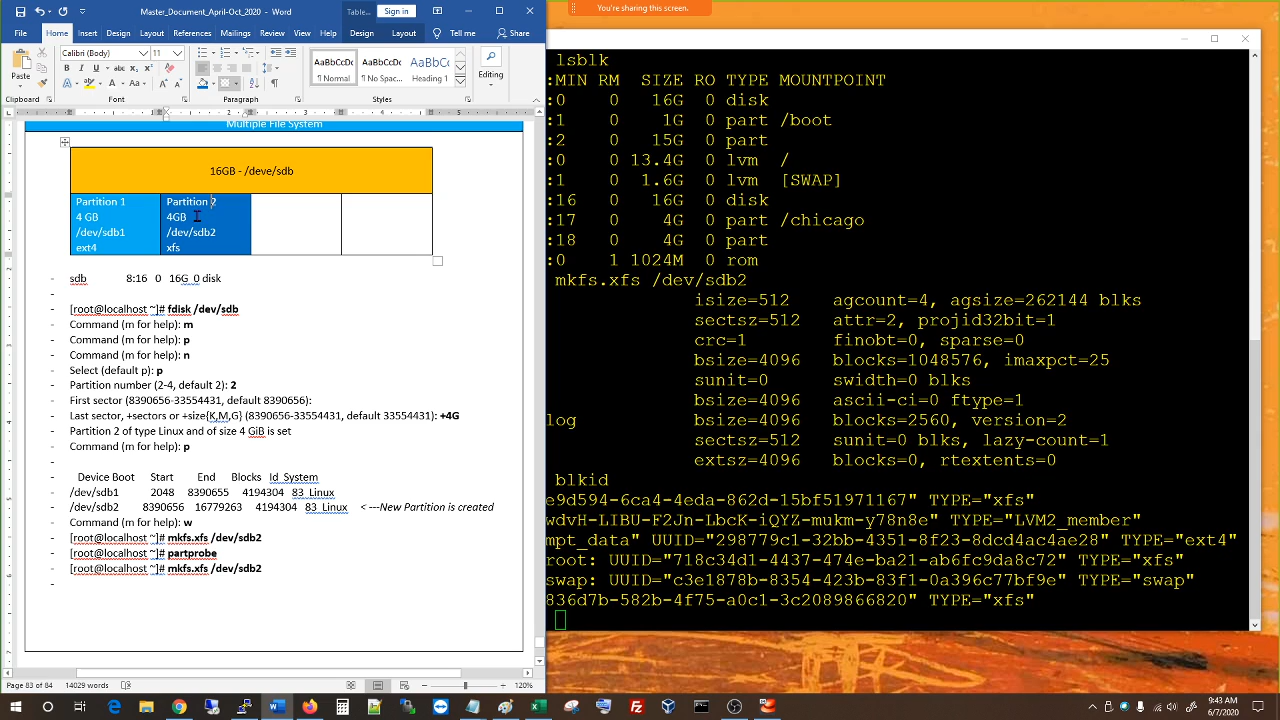 Master_Document_April-Oct_2020 - Word
Table...
Sign in
You're sharing this screen.
File
Home
Insert
Design
Layout
References
Mailings
Review
View
Help
Design
Layout
Tell me
Share
Paste
Calibri (Body)
11
Editing
AaBbCcDc
AaBbCcDc
AaBbCc
¶ Normal
¶ No Spac...
Heading 1
Clipboard
Font
Paragraph
Styles
Multiple File System
16GB - /deve/sdb
Partition 1
4 GB
/dev/sdb1
ext4
Partition 2
4GB
/dev/sdb2
xfs
- sdb 8:16 0 16G 0 disk
-
- [root@localhost ~]# fdisk /dev/sdb
- Command (m for help): m
- Command (m for help): p
- Command (m for help): n
- Select (default p): p
- Partition number (2-4, default 2): 2
- First sector (8390656-33554431, default 8390656):
- Last sector, +sectors or +size{K,M,G} (8390656-33554431, default 33554431): +4G
- Partition 2 of type Linux and of size 4 GiB is set
- Command (m for help): p
-
- Device Boot Start End Blocks Id System
- /dev/sdb1 2048 8390655 4194304 83 Linux
- /dev/sdb2 8390656 16779263 4194304 83 Linux < ---New Partition is created
- Command (m for help): w
- [root@localhost ~]# mkfs.xfs /dev/sdb2
- [root@localhost ~]# partprobe
- [root@localhost ~]# mkfs.xfs /dev/sdb2
-
Page 83 of 84
14029 words
120%
lsblk
:MIN RM SIZE RO TYPE MOUNTPOINT
:0 0 16G 0 disk
:1 0 1G 0 part /boot
:2 0 15G 0 part
:0 0 13.4G 0 lvm /
:1 0 1.6G 0 lvm [SWAP]
:16 0 16G 0 disk
:17 0 4G 0 part /chicago
:18 0 4G 0 part
:0 1 1024M 0 rom
mkfs.xfs /dev/sdb2
isize=512 agcount=4, agsize=262144 blks
sectsz=512 attr=2, projid32bit=1
crc=1 finobt=0, sparse=0
bsize=4096 blocks=1048576, imaxpct=25
sunit=0 swidth=0 blks
bsize=4096 ascii-ci=0 ftype=1
log bsize=4096 blocks=2560, version=2
sectsz=512 sunit=0 blks, lazy-count=1
extsz=4096 blocks=0, rtextents=0
blkid
e9d594-6ca4-4eda-862d-15bf51971167" TYPE="xfs"
wdvH-LIBU-F2Jn-LbcK-iQYZ-mukm-y78n8e" TYPE="LVM2_member"
mpt_data" UUID="298779c1-32bb-4351-8f23-8dcd4ac4ae28" TYPE="ext4"
root: UUID="718c34d1-4437-474e-ba21-ab6fc9da8c72" TYPE="xfs"
swap: UUID="c3e1878b-8354-423b-83f1-0a396c77bf9e" TYPE="swap"
836d7b-582b-4f75-a0c1-3c2089866820" TYPE="xfs"
9:43 AM
6/7/2020